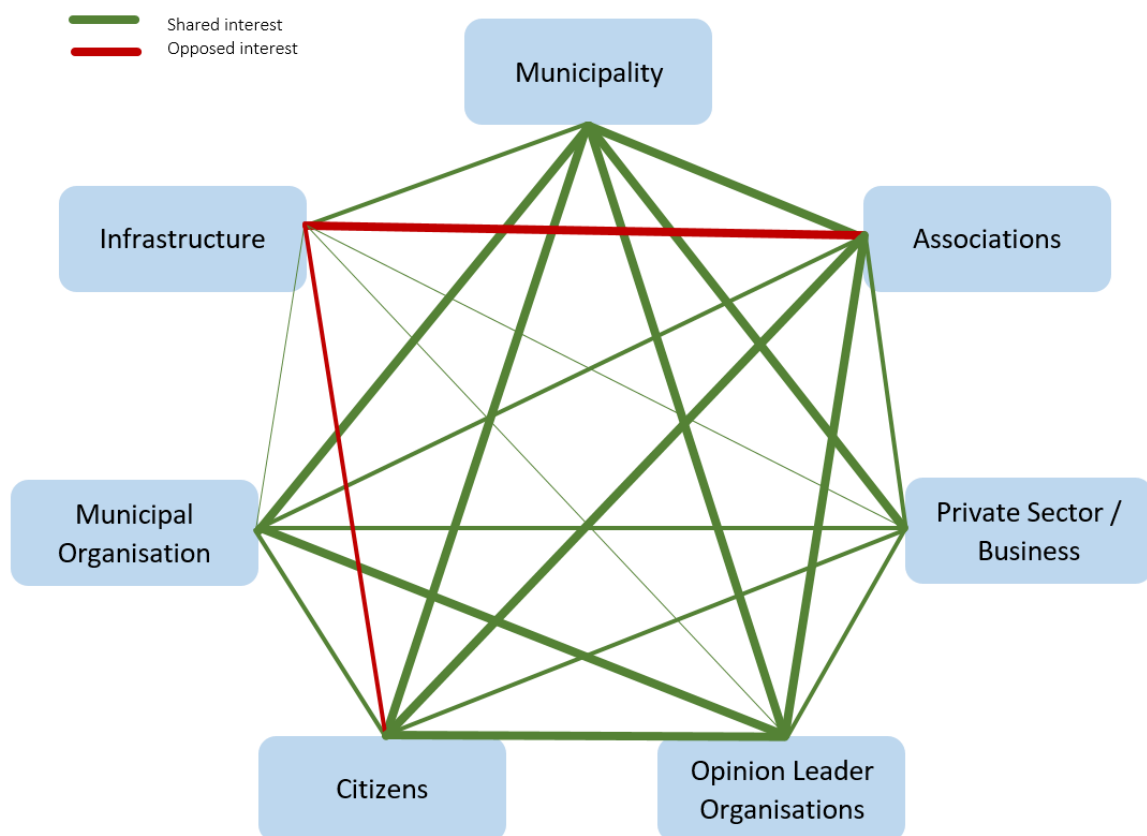 Shared interest
Opposed interest
Municipality
Infrastructure
Associations
Municipal
Organisation
Private Sector /
Business
Citizens
Opinion Leader
Organisations